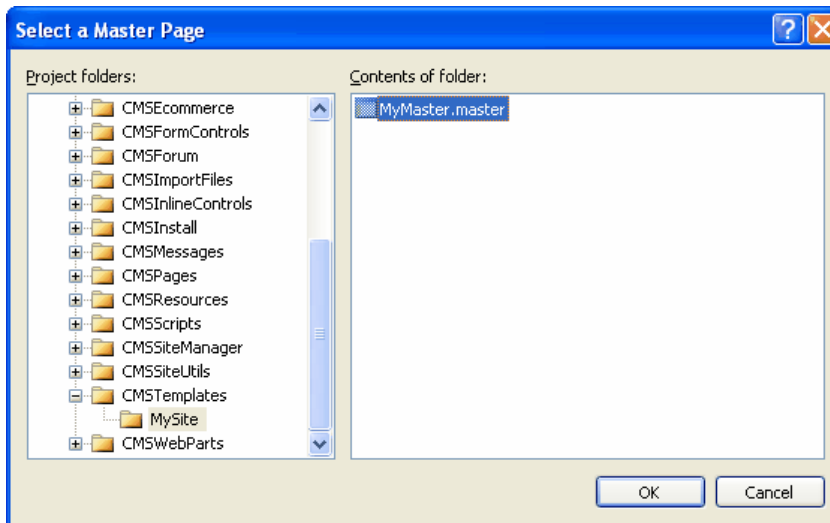 Select a Master Page
Project folders:
Contents of folder:
CMSEcommerce
CMSFormControls
CMSForum
CMSImportFiles
CMSInlineControls
CMSInstall
CMSMessages
CMSPages
CMSResources
CMSScripts
CMSSiteManager
CMSSiteUtils
CMSTemplates
MySite
CMSWebParts
MyMaster.master
OK
Cancel